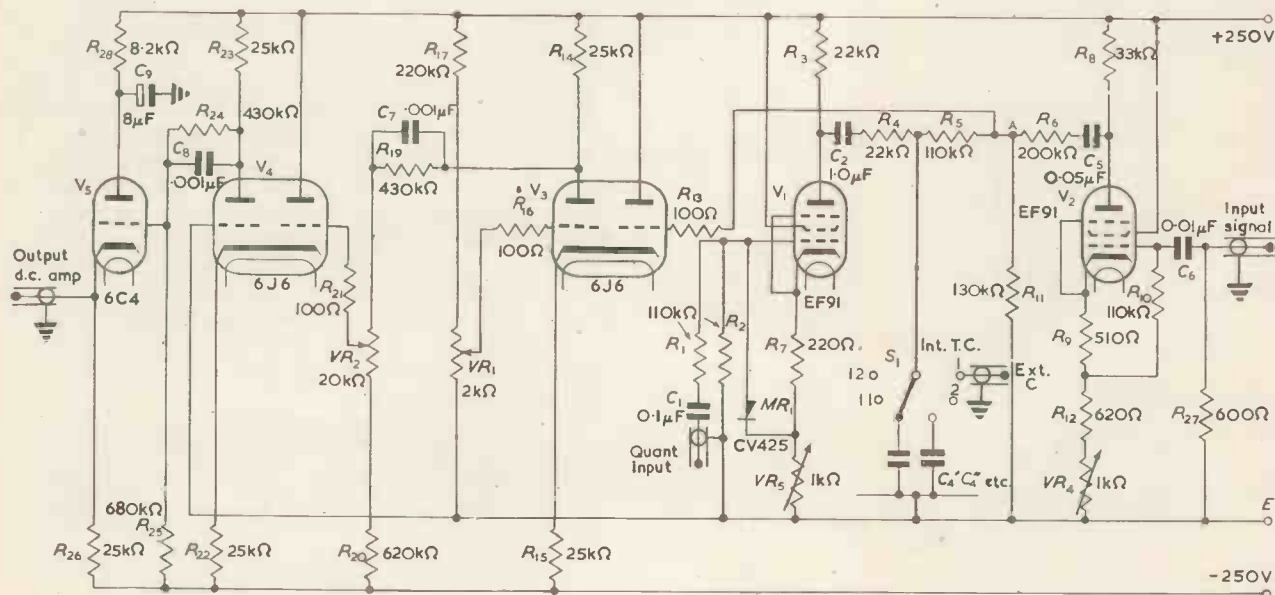 R28
8·2kΩ
R23
25kΩ
R17
220kΩ
R14
25kΩ
R3
22kΩ
R8
33kΩ
+250V
C9
8μF
R24
430kΩ
C8
·001μF
V5
V4
C7
·001μF
R19
430kΩ
V3
R16
100Ω
R13
100Ω
C2
1·0μF
R4
22kΩ
R5
110kΩ
A
R6
200kΩ
C5
0·05μF
V1
V2
EF91
0·01μF
C6
Input
signal
Output
d.c. amp
6C4
6J6
R21
100Ω
6J6
EF91
110kΩ
R1
R2
R7
220Ω
130kΩ
R11
R10
110kΩ
R9
510Ω
VR2
20kΩ
VR1
2kΩ
C1
0·1μF
MR1
CV425
S1
Int. T.C.
12
11
1
2
Ext.
C
R12
620Ω
R27
600Ω
Quant
input
VR5
1kΩ
C4' C4" etc.
VR4
1kΩ
E
R26
25kΩ
680kΩ
R25
R22
25kΩ
R20
620kΩ
R15
25kΩ
-250V